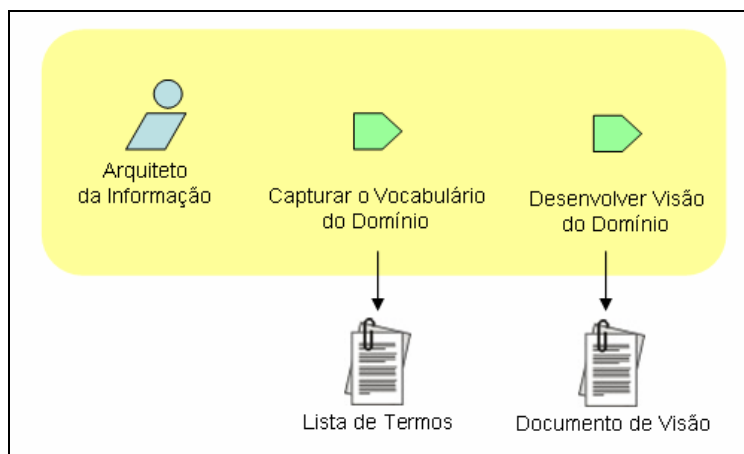 Arquiteto
da Informação
Capturar o Vocabulário
do Domínio
Desenvolver Visão
do Domínio
Lista de Termos
Documento de Visão